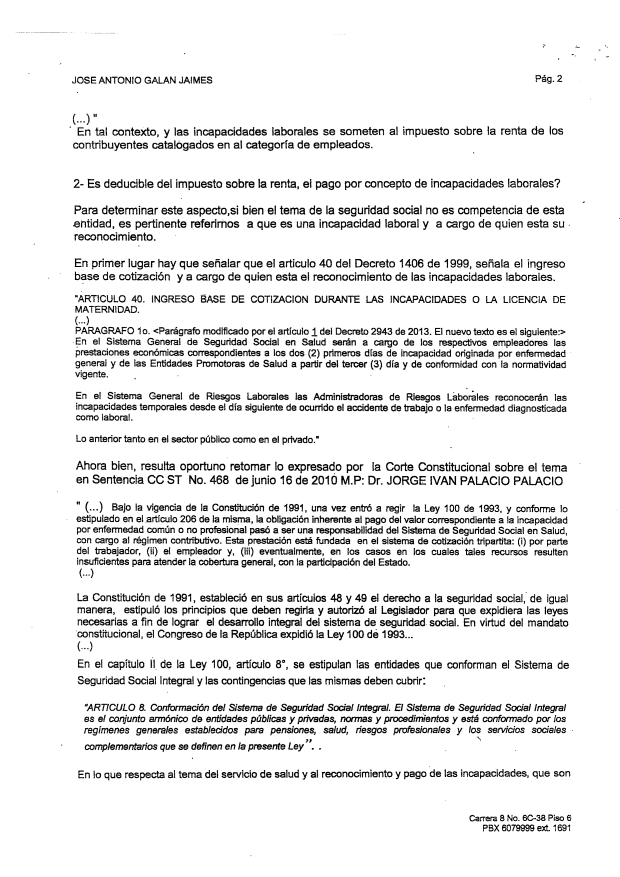 JOSE ANTONIO GALAN JAIMES
Pág. 2
(...) "
En tal contexto, y las incapacidades laborales se someten al impuesto sobre la renta de los
contribuyentes catalogados en al categoría de empleados.
2- Es deducible del impuesto sobre la renta, el pago por concepto de incapacidades laborales?
Para determinar este aspecto,si bien el tema de la seguridad social no es competencia de esta
entidad, es pertinente referirnos a que es una incapacidad laboral y a cargo de quien esta su
reconocimiento.
En primer lugar hay que señalar que el articulo 40 del Decreto 1406 de 1999, señala el ingreso
base de cotización y a cargo de quien esta el reconocimiento de las incapacidades laborales.
"ARTICULO 40. INGRESO BASE DE COTIZACION DURANTE LAS INCAPACIDADES O LA LICENCIA DE
MATERNIDAD.
(...)
PARAGRAFO 1o. <Parágrafo modificado por el artículo 1 del Decreto 2943 de 2013. El nuevo texto es el siguiente:>
En el Sistema General de Seguridad Social en Salud serán a cargo de los respectivos empleadores las
prestaciones económicas correspondientes a los dos (2) primeros días de incapacidad originada por enfermedad
general y de las Entidades Promotoras de Salud a partir del tercer (3) día y de conformidad con la normatividad
vigente.
En el Sistema General de Riesgos Laborales las Administradoras de Riesgos Laborales reconocerán las
incapacidades temporales desde el día siguiente de ocurrido el accidente de trabajo o la enfermedad diagnosticada
como laboral.
Lo anterior tanto en el sector público como en el privado."
Ahora bien, resulta oportuno retomar lo expresado por la Corte Constitucional sobre el tema
en Sentencia CC ST No. 468 de junio 16 de 2010 M.P: Dr. JORGE IVAN PALACIO PALACIO
" (...) Bajo la vigencia de la Constitución de 1991, una vez entró a regir la Ley 100 de 1993, y conforme lo
estipulado en el artículo 206 de la misma, la obligación inherente al pago del valor correspondiente a la incapacidad
por enfermedad común o no profesional pasó a ser una responsabilidad del Sistema de Seguridad Social en Salud,
con cargo al régimen contributivo. Esta prestación está fundada en el sistema de cotización tripartita: (i) por parte
del trabajador, (ii) el empleador y, (iii) eventualmente, en los casos en los cuales tales recursos resulten
insuficientes para atender la cobertura general, con la participación del Estado.
(...)
La Constitución de 1991, estableció en sus artículos 48 y 49 el derecho a la seguridad social, de igual
manera, estipuló los principios que deben regirla y autorizó al Legislador para que expidiera las leyes
necesarias a fin de lograr el desarrollo integral del sistema de seguridad social. En virtud del mandato
constitucional, el Congreso de la República expidió la Ley 100 de 1993...
(...)
En el capítulo II de la Ley 100, artículo 8°, se estipulan las entidades que conforman el Sistema de
Seguridad Social Integral y las contingencias que las mismas deben cubrir:
"ARTICULO 8. Conformación del Sistema de Seguridad Social Integral. El Sistema de Seguridad Social Integral
es el conjunto armónico de entidades públicas y privadas, normas y procedimientos y está conformado por los
regímenes generales establecidos para pensiones, salud, riesgos profesionales y los servicios sociales
complementarios que se definen en la presente Ley". .
En lo que respecta al tema del servicio de salud y al reconocimiento y pago de las incapacidades, que son
Carrera 8 No. 6C-38 Piso 6
PBX 6079999 ext. 1691